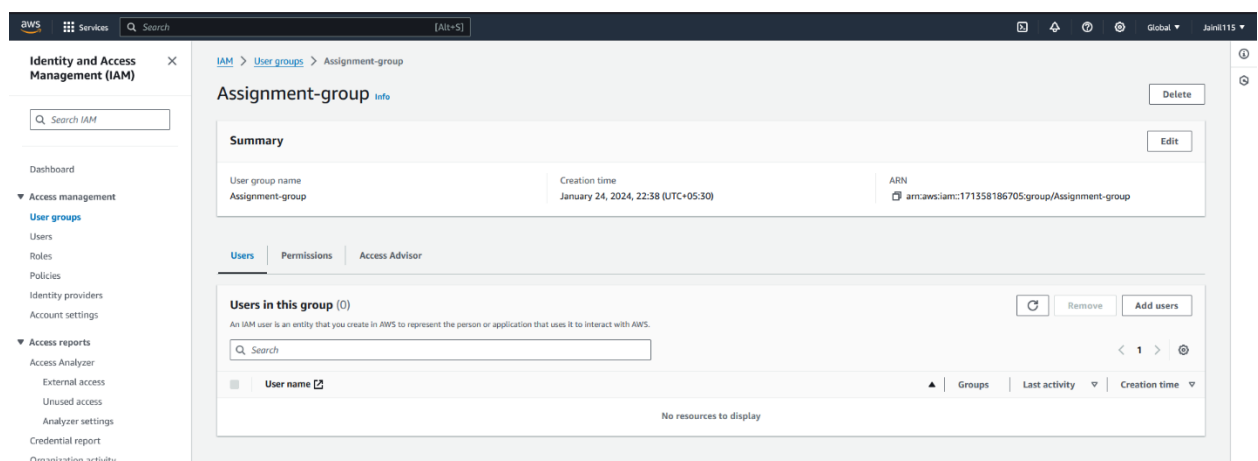 aws Services Search [Alt+S] Global Jainil115
Identity and Access Management (IAM)
Search IAM
Dashboard
Access management
User groups
Users
Roles
Policies
Identity providers
Account settings
Access reports
Access Analyzer
External access
Unused access
Analyzer settings
Credential report
Organization activity
IAM > User groups > Assignment-group
Assignment-group Info
Delete
Summary
Edit
User group name
Assignment-group
Creation time
January 24, 2024, 22:38 (UTC+05:30)
ARN
arn:aws:iam::171358186705:group/Assignment-group
Users Permissions Access Advisor
Users in this group (0)
Remove Add users
An IAM user is an entity that you create in AWS to represent the person or application that uses it to interact with AWS.
Search
1
User name Groups Last activity Creation time
No resources to display